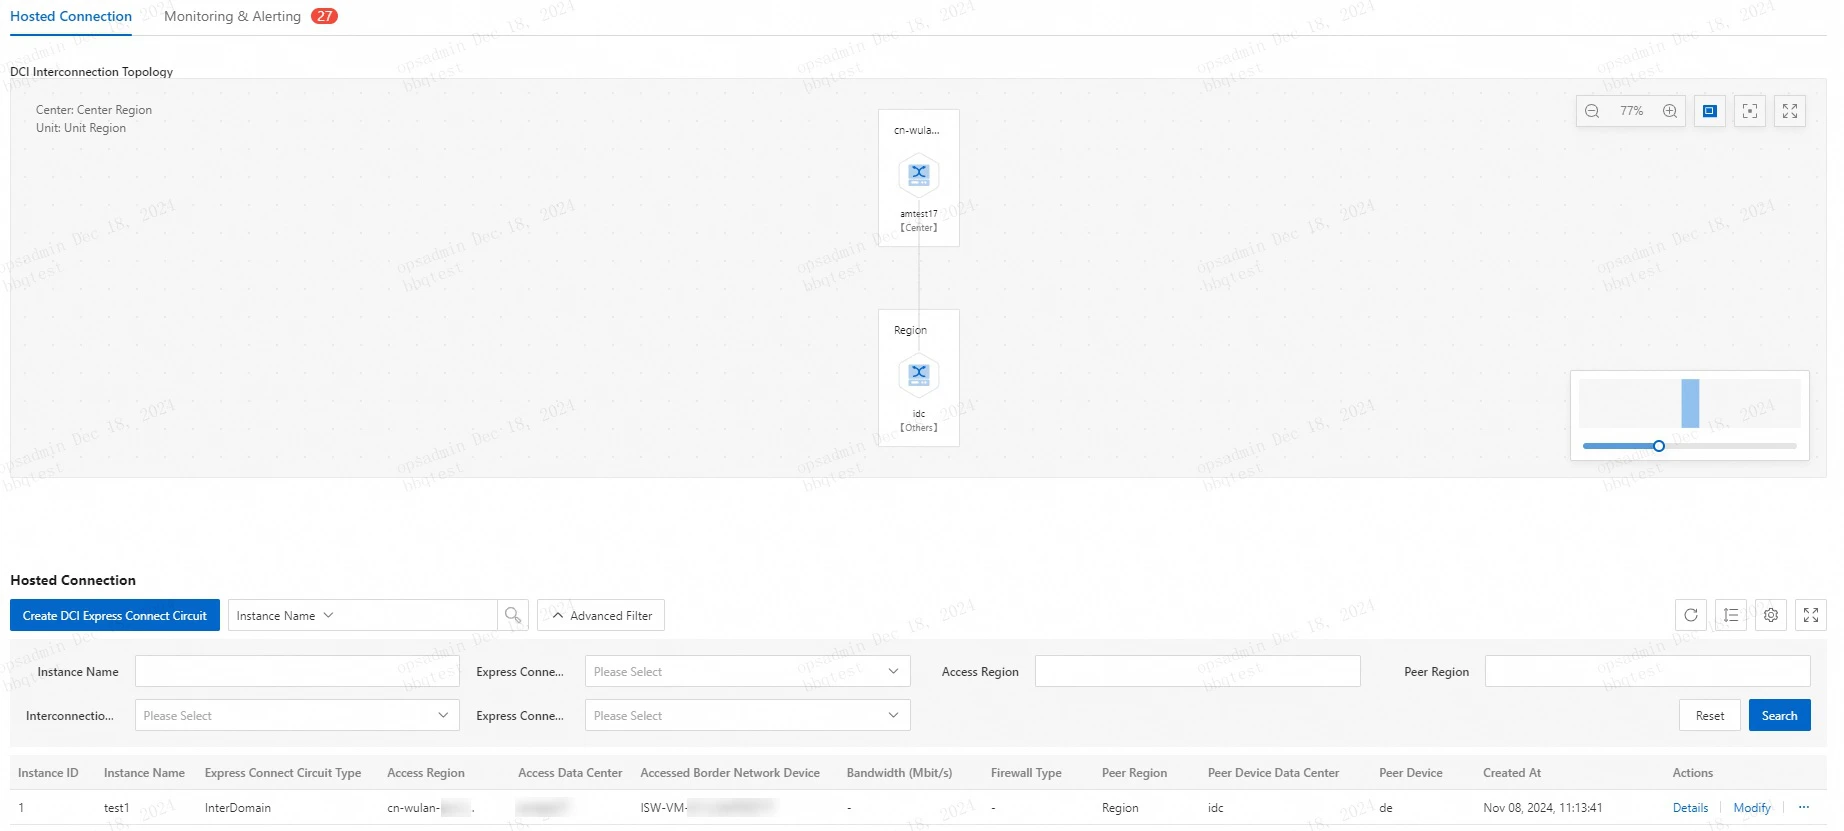 Hosted Connection Monitoring & Alerting 27
DCI Interconnection Topology
Center: Center Region
Unit: Unit Region
77%
cn-wula...
amtest17
【Center】
Region
idc
【Others】
Hosted Connection
Create DCI Express Connect Circuit Instance Name Advanced Filter
Instance Name Express Conne... Please Select Access Region Peer Region
Interconnectio... Please Select Express Conne... Please Select Reset Search
Instance ID Instance Name Express Connect Circuit Type Access Region Access Data Center Accessed Border Network Device Bandwidth (Mbit/s) Firewall Type Peer Region Peer Device Data Center Peer Device Created At Actions
1 test1 InterDomain cn-wulan- . ISW-VM- - - Region idc de Nov 08, 2024, 11:13:41 Details Modify ...
opsadmin Dec 18, 2024
bbqtest